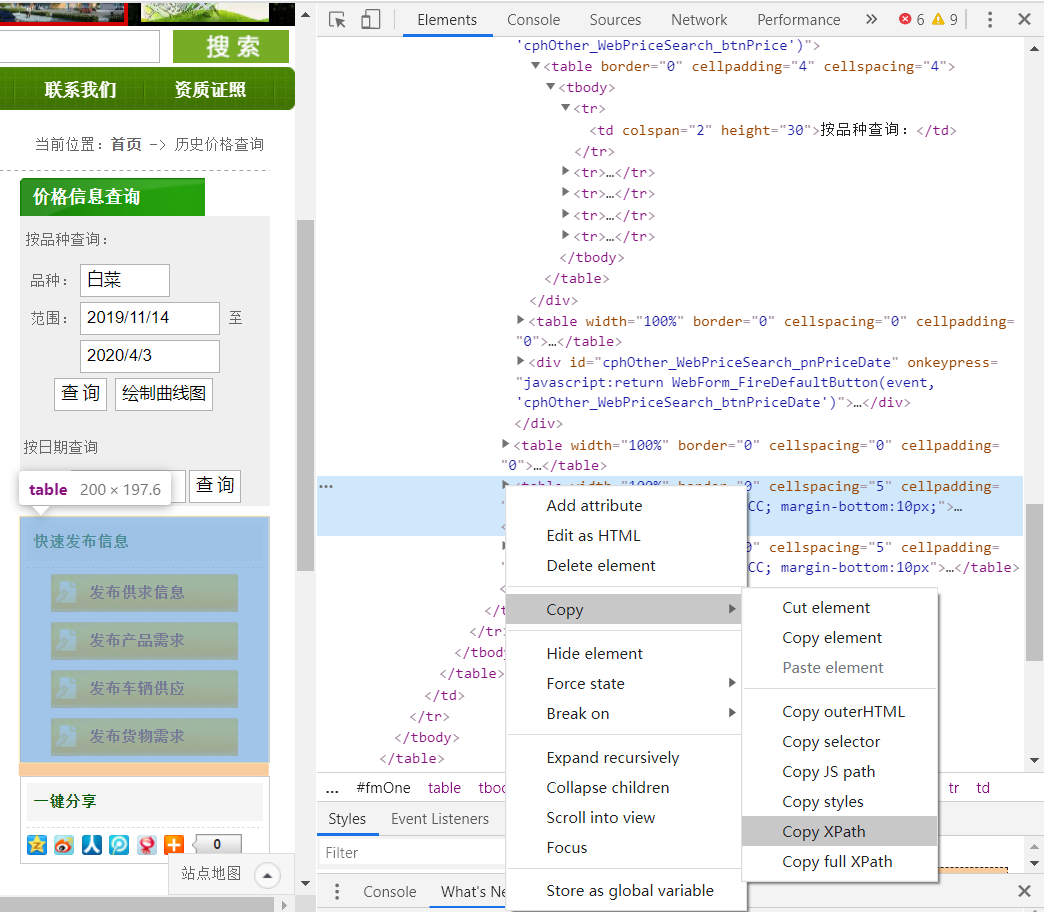 搜 索
联系我们
资质证照
当前位置：首页 -> 历史价格查询
价格信息查询
按品种查询：
品种： 白菜
范围： 2019/11/14 至
2020/4/3
查 询 绘制曲线图
按日期查询
查 询
table 200 × 197.6
快速发布信息
发布供求信息
发布产品需求
发布车辆供应
发布货物需求
一键分享
0
站点地图
Elements Console Sources Network Performance » 6 9
'cphOther_WebPriceSearch_btnPrice')">
<table border="0" cellpadding="4" cellspacing="4">
<tbody>
<tr>
<td colspan="2" height="30">按品种查询：</td>
</tr>
<tr>…</tr>
<tr>…</tr>
<tr>…</tr>
<tr>…</tr>
</tbody>
</table>
</div>
<table width="100%" border="0" cellspacing="0" cellpadding=
"0">…</table>
<div id="cphOther_WebPriceSearch_pnPriceDate" onkeypress=
"javascript:return WebForm_FireDefaultButton(event,
'cphOther_WebPriceSearch_btnPriceDate')">…</div>
</div>
<table width="100%" border="0" cellspacing="0" cellpadding=
"0">…</table>
<table width="100%" border="0" cellspacing="5" cellpadding=
CC; margin-bottom:10px;">…
0" cellspacing="5" cellpadding=
CC; margin-bottom:10px">…</table>
</tr>
</tbody>
</table>
</td>
</tr>
</tbody>
</table>
Add attribute
Edit as HTML
Delete element
Copy
Hide element
Force state
Break on
Expand recursively
Collapse children
Scroll into view
Focus
Store as global variable
Cut element
Copy element
Paste element
Copy outerHTML
Copy selector
Copy JS path
Copy styles
Copy XPath
Copy full XPath
... #fmOne table tbod tr td
Styles Event Listeners
Filter
Console What's Ne